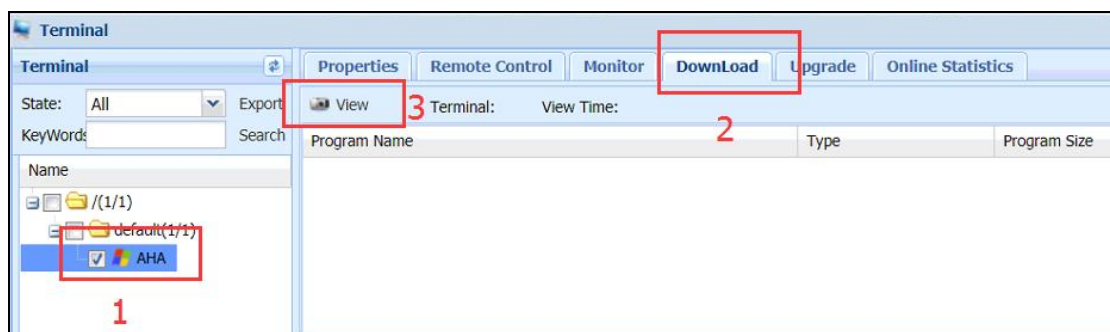 Terminal
Terminal
Properties Remote Control Monitor DownLoad Upgrade Online Statistics
State: All Export
View 3 Terminal: View Time:
KeyWords Search
2
Program Name Type Program Size
Name
/(1/1)
default(1/1)
AHA
1